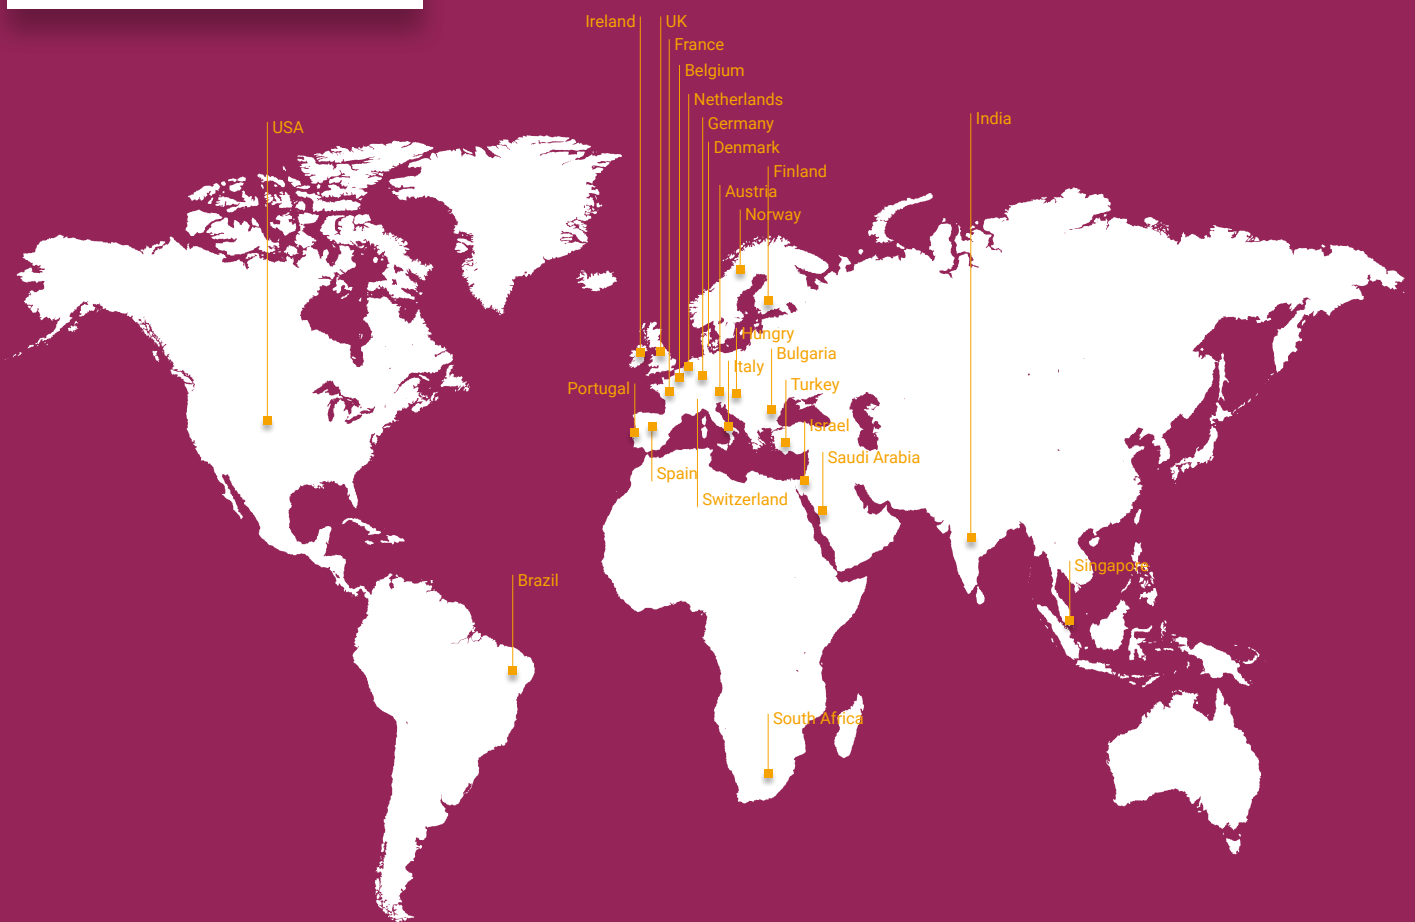 Ireland
UK
France
Belgium
Netherlands
Germany
Denmark
Finland
Austria
Norway
USA
India
Hungry
Bulgaria
Italy
Turkey
Portugal
Israel
Saudi Arabia
Spain
Switzerland
Singapore
Brazil
South Africa